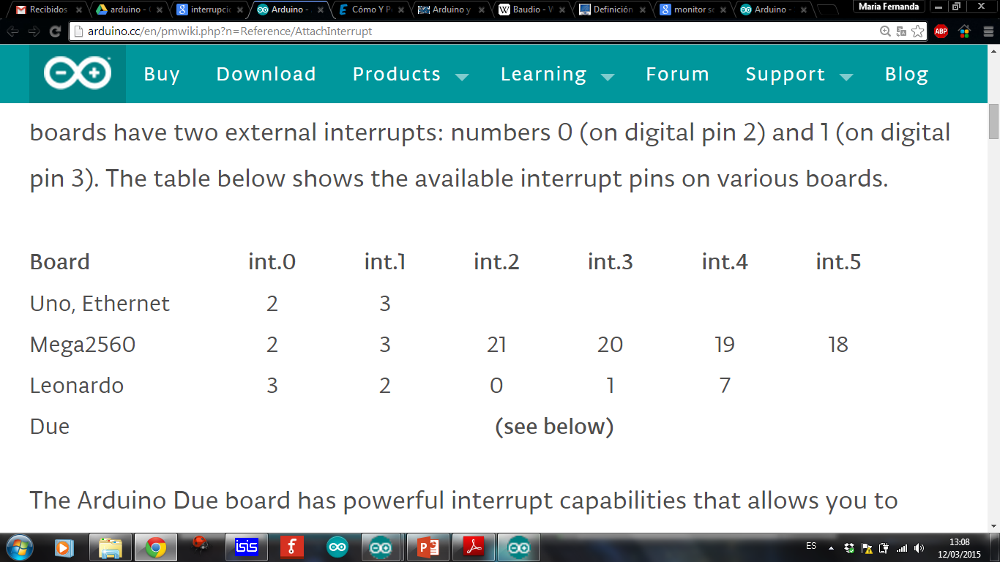 Recibidos arduino - interrupcio Arduino - Cómo Y P Arduino y Baudio - W Definición monitor se Arduino - Maria Fernanda
arduino.cc/en/pmwiki.php?n=Reference/AttachInterrupt ABP
Buy Download Products Learning Forum Support Blog
boards have two external interrupts: numbers 0 (on digital pin 2) and 1 (on digital
pin 3). The table below shows the available interrupt pins on various boards.
Board int.0 int.1 int.2 int.3 int.4 int.5
Uno, Ethernet 2 3
Mega2560 2 3 21 20 19 18
Leonardo 3 2 0 1 7
Due (see below)
The Arduino Due board has powerful interrupt capabilities that allows you to
isis ES 13:08
12/03/2015